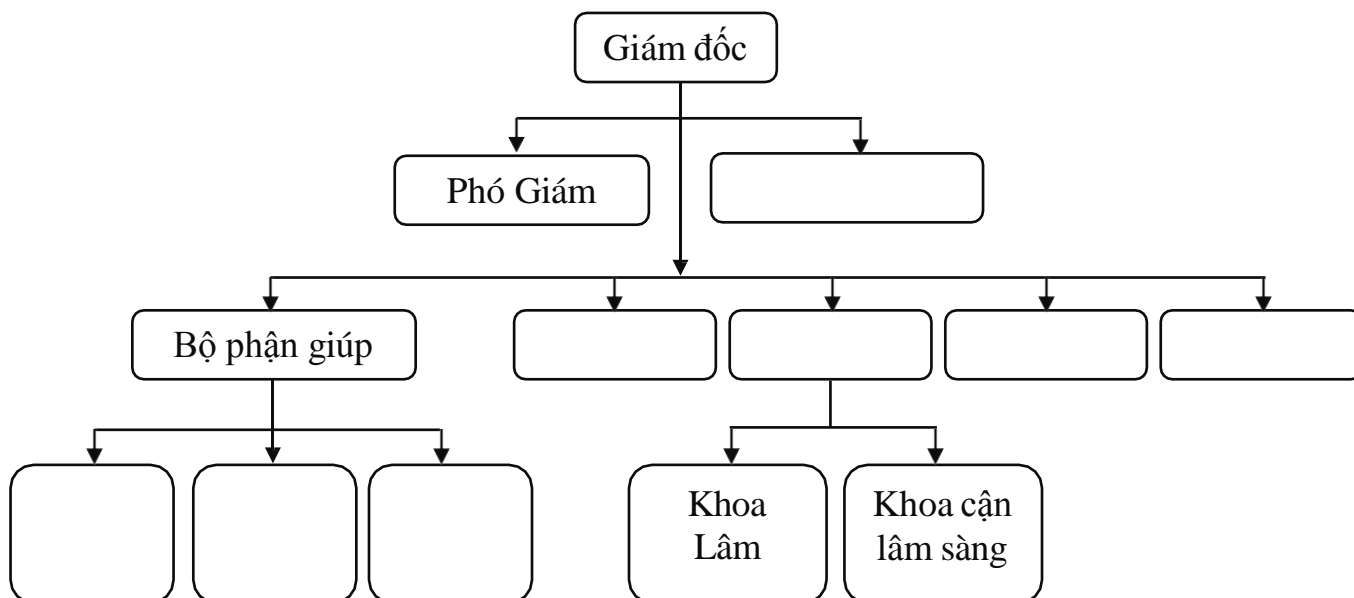 Giám đốc
Phó Giám
Bộ phận giúp
Khoa
Lâm
Khoa cận
lâm sàng